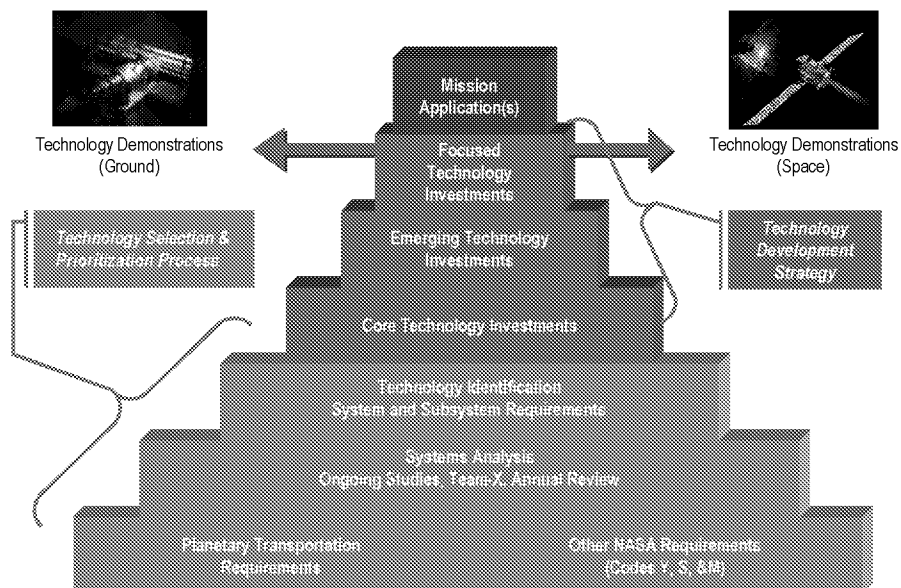 Mission
Application(s)
Technology Demonstrations
(Ground)
Technology Demonstrations
(Space)
Focused
Technology
Investments
Technology Selection &
Prioritization Process
Emerging Technology
Investments
Technology
Development
Strategy
Core Technology Investments
Technology Identification
System and Subsystem Requirements
Systems Analysis
Ongoing Studies, Team-X, Annual Review
Planetary Transportation
Requirements
Other NASA Requirements
(Codes Y, S, &M)